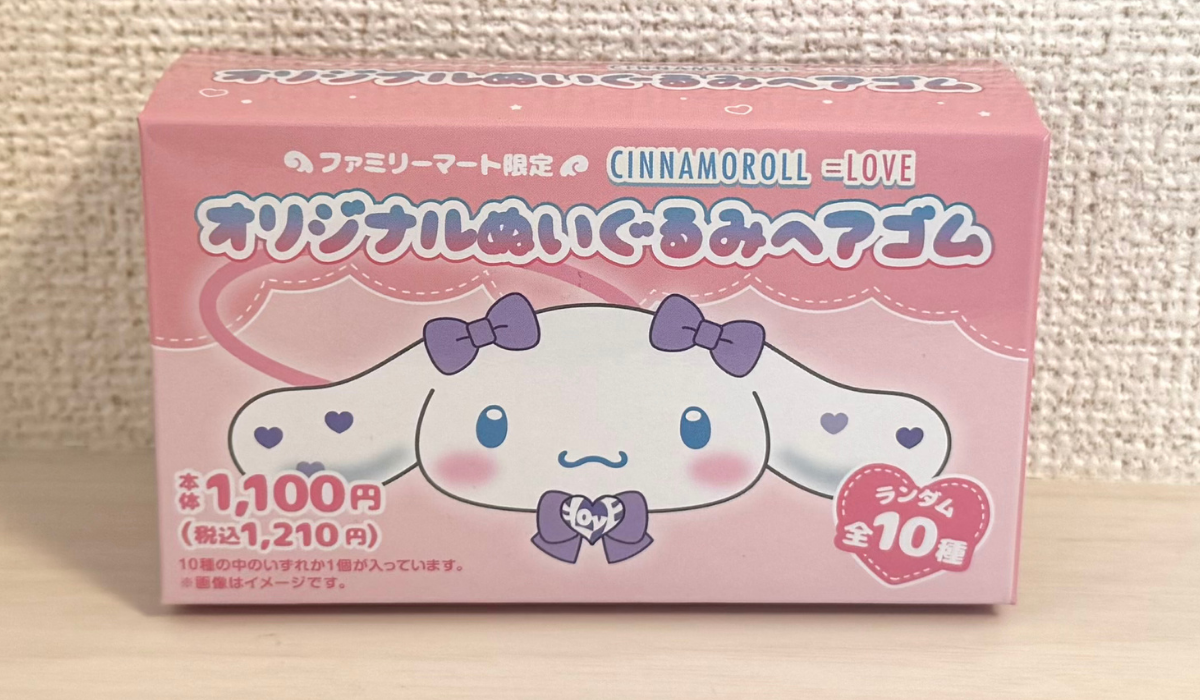 オリジナルぬいぐるみヘアゴム
ファミリーマート限定 CINNAMOROLL =LOVE
オリジナルぬいぐるみヘアゴム
LOVE
本体1,100円
(税込1,210円)
10種の中のいずれか1個が入っています。
※画像はイメージです。
ランダム
全10種